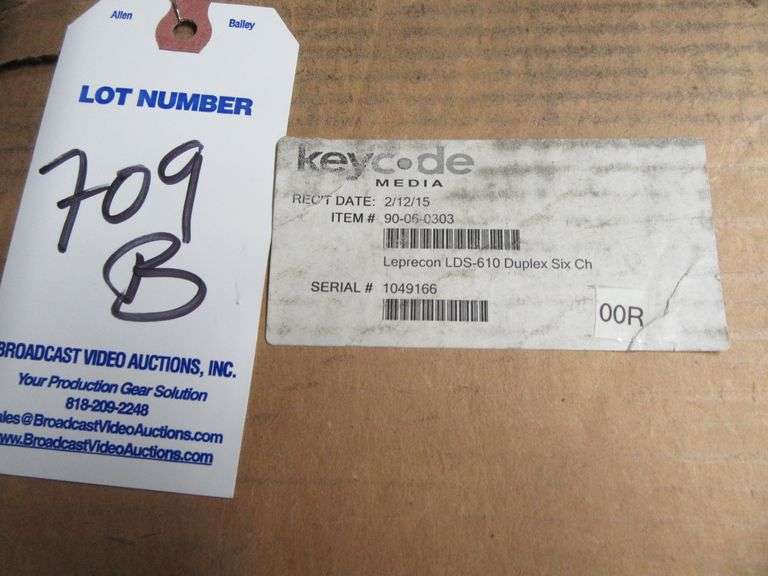 Allen Bailey
LOT NUMBER
709
B
BROADCAST VIDEO AUCTIONS, INC.
Your Production Gear Solution
818-209-2248
ales@BroadcastVideoAuctions.com
www.BroadcastVideoAuctions.com
keycode
MEDIA
REC'T DATE: 2/12/15
ITEM # 90-06-0303
Leprecon LDS-610 Duplex Six Ch
SERIAL # 1049166
00R